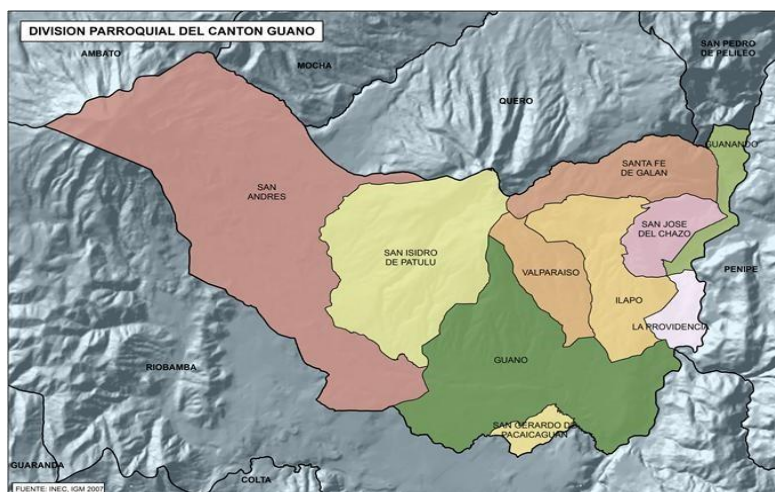 DIVISION PARROQUIAL DEL CANTON GUANO
AMBATO
MOCHA
SAN PEDRO
DE PELILEO
QUERO
GUANANDO
SANTA FE
DE GALAN
SAN
ANDRES
SAN JOSE
DEL CHAZO
SAN ISIDRO
DE PATULU
VALPARAISO
PENIPE
ILAPO
LA PROVIDENCIA
GUANO
RIOBAMBA
SAN GERARDO DE
PACAICAGUAN
GUARANDA
COLTA
FUENTE: INEC, IGM 2007